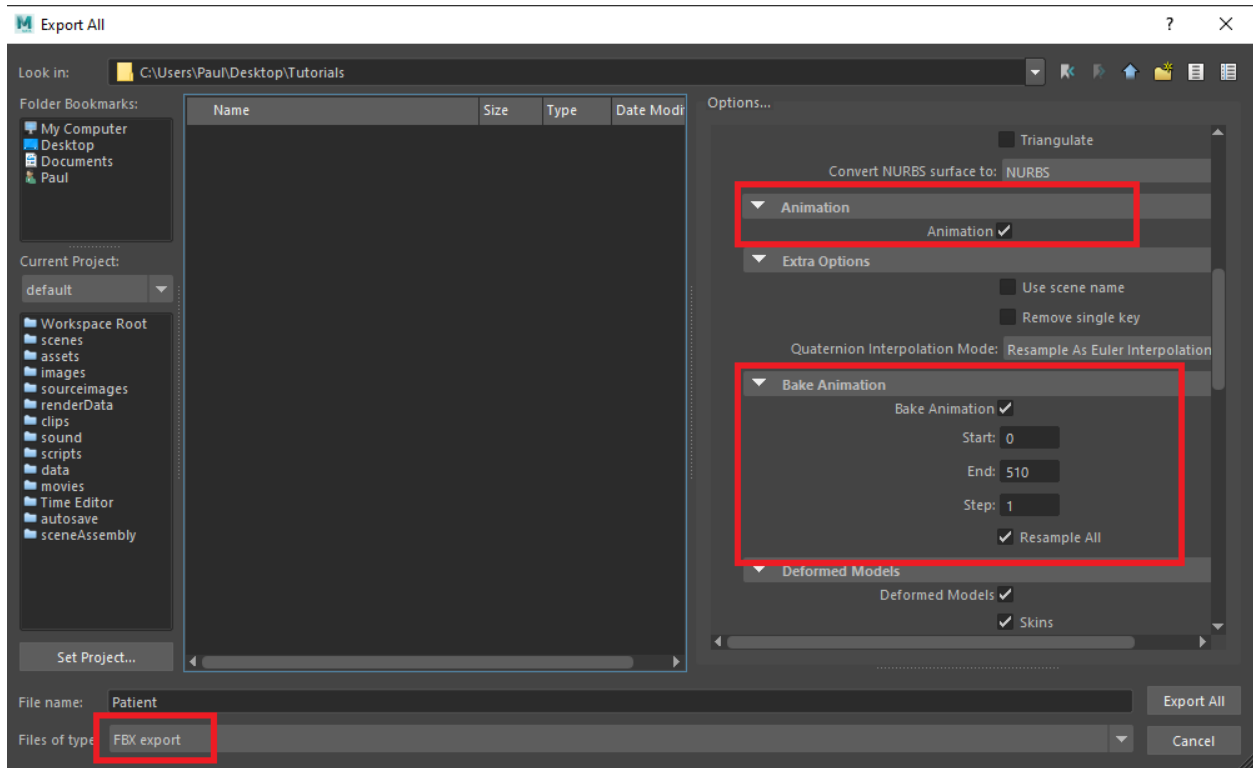 Export All
?
Look in:
C:\Users\Paul\Desktop\Tutorials
Folder Bookmarks:
My Computer
Desktop
Documents
Paul
Current Project:
default
Workspace Root
scenes
assets
images
sourceimages
renderData
clips
sound
scripts
data
movies
Time Editor
autosave
sceneAssembly
Set Project...
Name Size Type Date Modi
Options...
Triangulate
Convert NURBS surface to: NURBS
Animation
Animation
Extra Options
Use scene name
Remove single key
Quaternion Interpolation Mode: Resample As Euler Interpolation
Bake Animation
Bake Animation
Start: 0
End: 510
Step: 1
Resample All
Deformed Models
Deformed Models
Skins
File name: Patient
Export All
Files of type FBX export
Cancel